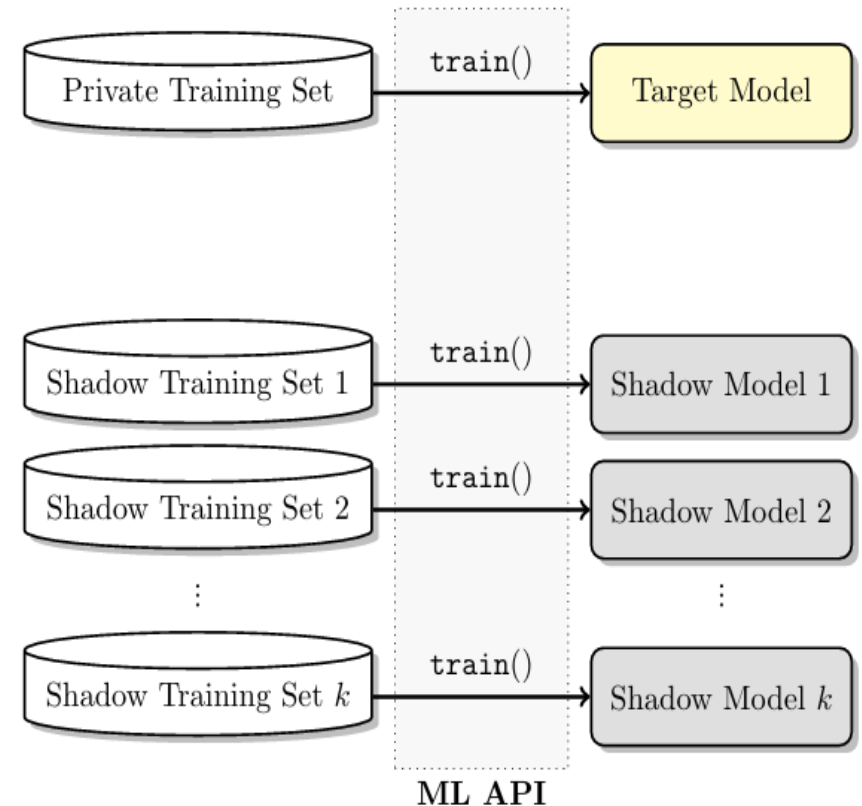 Private Training Set
train()
Target Model
Shadow Training Set 1
train()
Shadow Model 1
Shadow Training Set 2
train()
Shadow Model 2
⋮
⋮
Shadow Training Set k
train()
Shadow Model k
ML API